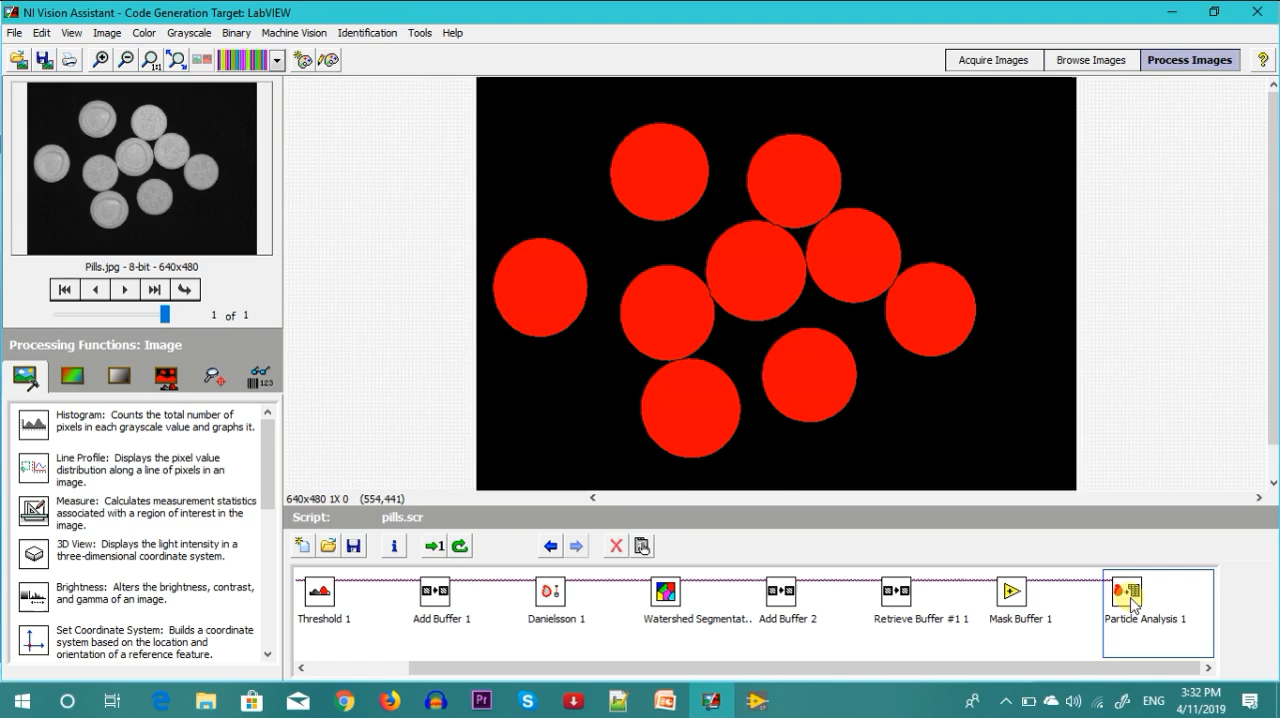 NI Vision Assistant - Code Generation Target: LabVIEW
File Edit View Image Color Grayscale Binary Machine Vision Identification Tools Help
1:1
Acquire Images Browse Images Process Images
Pills.jpg - 8-bit - 640x480
1 of 1
Processing Functions: Image
123
Histogram: Counts the total number of
pixels in each grayscale value and graphs it.
Line Profile: Displays the pixel value
distribution along a line of pixels in an
image.
Measure: Calculates measurement statistics
associated with a region of interest in the
image.
3D View: Displays the light intensity in a
three-dimensional coordinate system.
Brightness: Alters the brightness, contrast,
and gamma of an image.
Set Coordinate System: Builds a coordinate
system based on the location and
orientation of a reference feature.
640x480 1X 0 (554,441)
Script: pills.scr
Threshold 1 Add Buffer 1 Danielsson 1 Watershed Segmentat.. Add Buffer 2 Retrieve Buffer #1 1 Mask Buffer 1 Particle Analysis 1
Pr
ENG
3:32 PM
4/11/2019